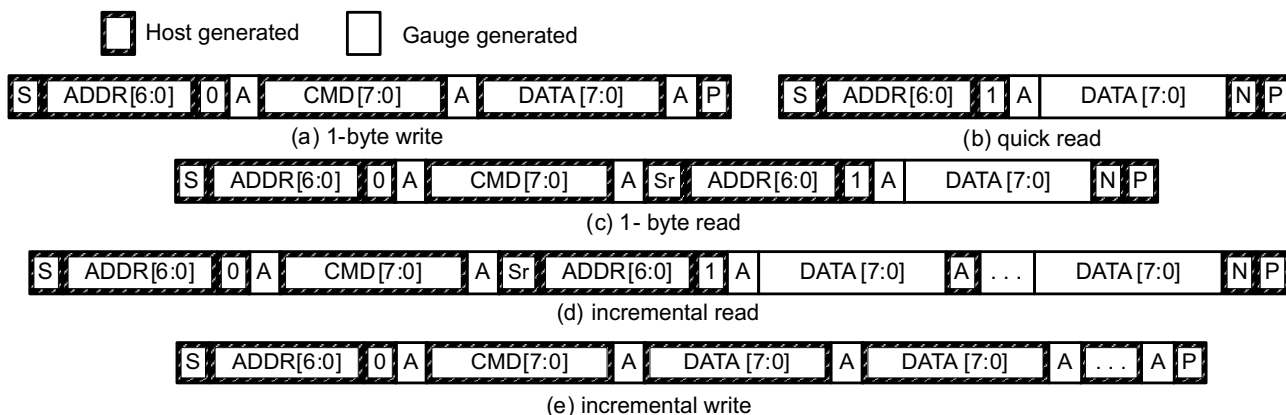 Host generated Gauge generated
S ADDR[6:0] 0 A CMD[7:0] A DATA [7:0] A P S ADDR[6:0] 1 A DATA [7:0] N P
(a) 1-byte write (b) quick read
S ADDR[6:0] 0 A CMD[7:0] A Sr ADDR[6:0] 1 A DATA [7:0] N P
(c) 1- byte read
S ADDR[6:0] 0 A CMD[7:0] A Sr ADDR[6:0] 1 A DATA [7:0] A . . . DATA [7:0] N P
(d) incremental read
S ADDR[6:0] 0 A CMD[7:0] A DATA [7:0] A DATA [7:0] A . . . A P
(e) incremental write